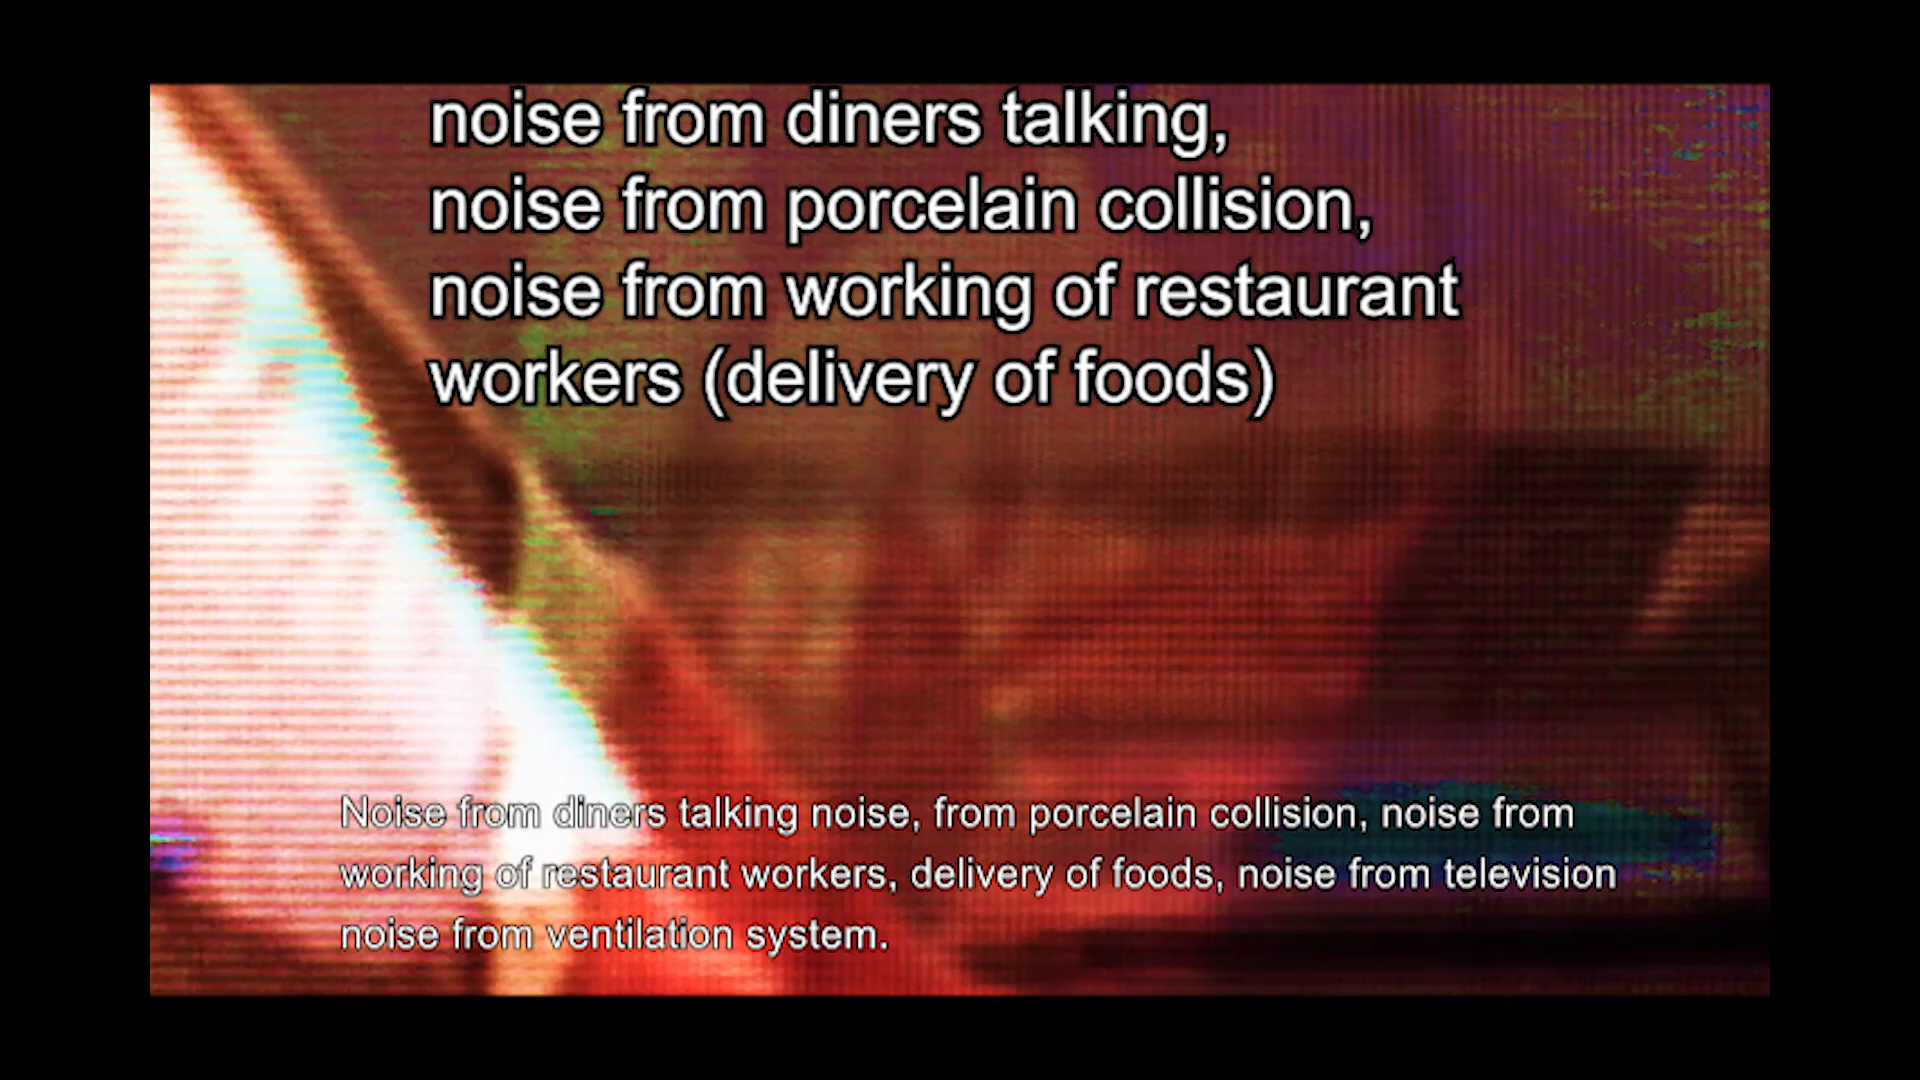 noise from diners talking,
noise from porcelain collision,
noise from working of restaurant
workers (delivery of foods)
Noise from diners talking noise, from porcelain collision, noise from
working of restaurant workers, delivery of foods, noise from television
noise from ventilation system.